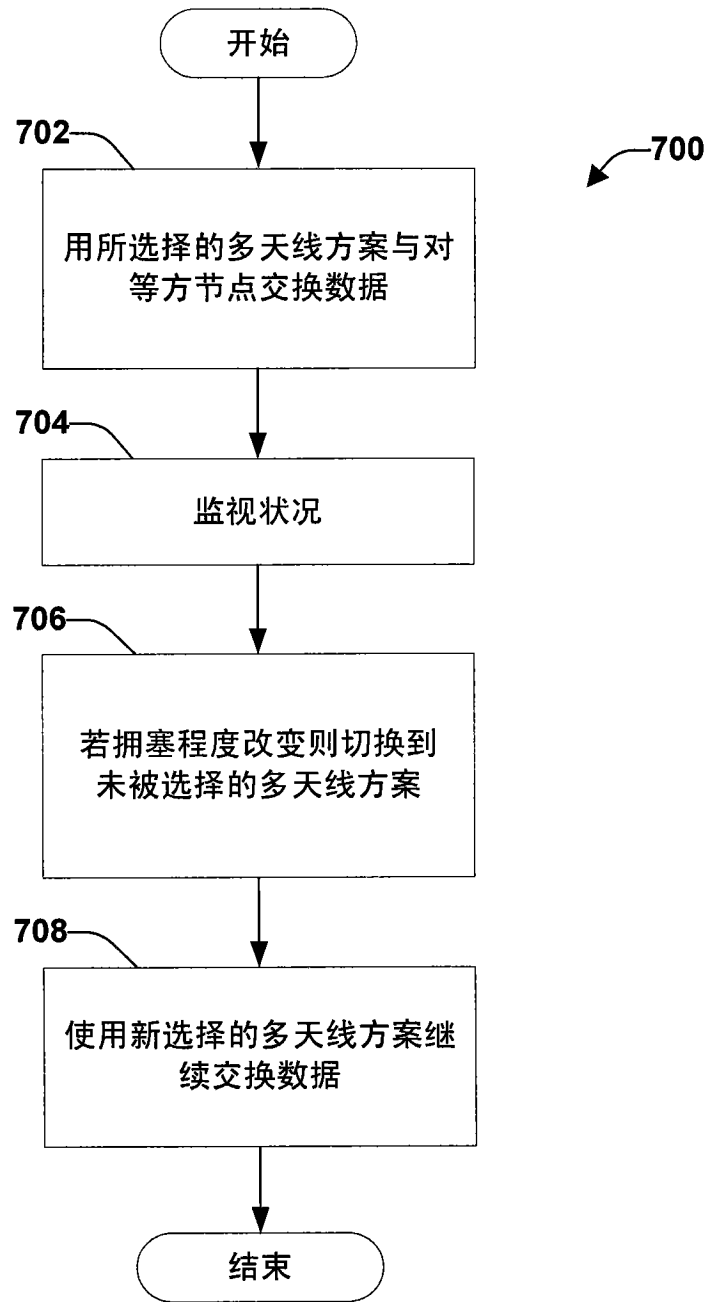 开始
702
700
用所选择的多天线方案与对
等方节点交换数据
704
监视状况
706
若拥塞程度改变则切换到
未被选择的多天线方案
708
使用新选择的多天线方案继
续交换数据
结束